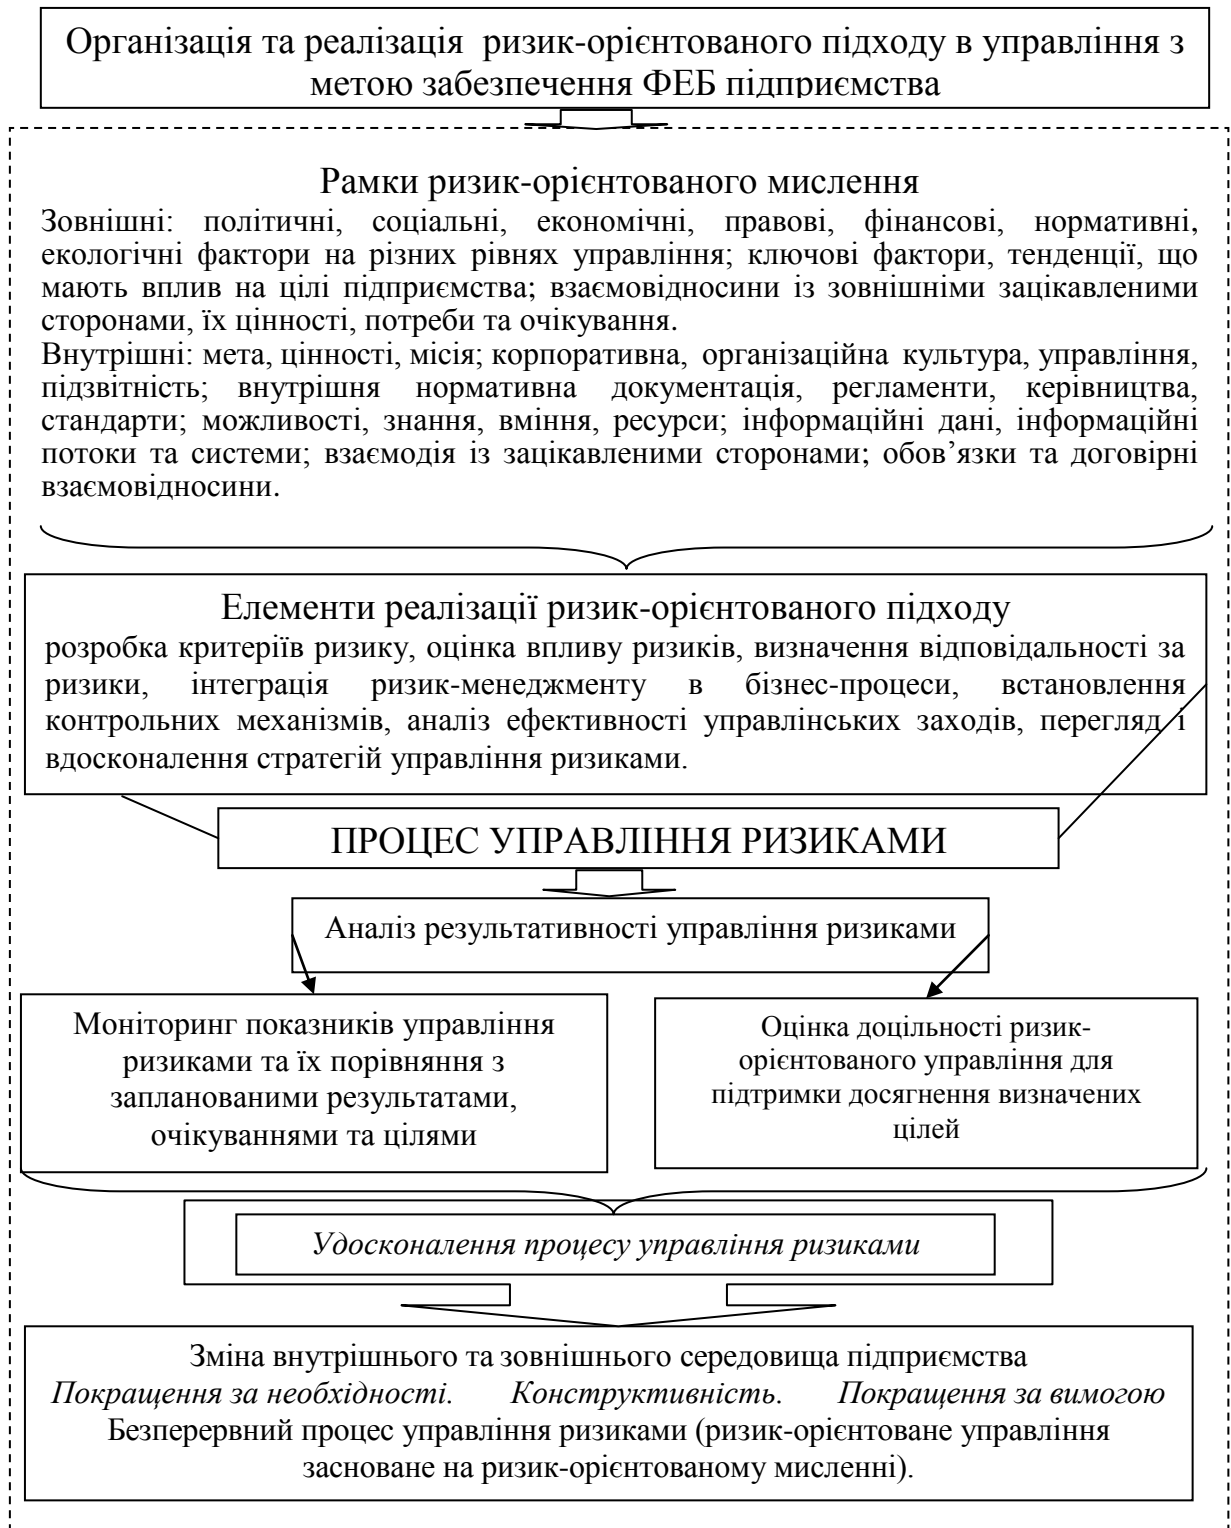 Організація та реалізація ризик-орієнтованого підходу в управління з
метою забезпечення ФЕБ підприємства
Рамки ризик-орієнтованого мислення
Зовнішні: політичні, соціальні, економічні, правові, фінансові, нормативні,
екологічні фактори на різних рівнях управління; ключові фактори, тенденції, що
мають вплив на цілі підприємства; взаємовідносини із зовнішніми зацікавленими
сторонами, їх цінності, потреби та очікування.
Внутрішні: мета, цінності, місія; корпоративна, організаційна культура, управління,
підзвітність; внутрішня нормативна документація, регламенти, керівництва,
стандарти; можливості, знання, вміння, ресурси; інформаційні дані, інформаційні
потоки та системи; взаємодія із зацікавленими сторонами; обов’язки та договірні
взаємовідносини.
Елементи реалізації ризик-орієнтованого підходу
розробка критеріїв ризику, оцінка впливу ризиків, визначення відповідальності за
ризики, інтеграція ризик-менеджменту в бізнес-процеси, встановлення
контрольних механізмів, аналіз ефективності управлінських заходів, перегляд і
вдосконалення стратегій управління ризиками.
ПРОЦЕС УПРАВЛІННЯ РИЗИКАМИ
Аналіз результативності управління ризиками
Моніторинг показників управління
ризиками та їх порівняння з
запланованими результатами,
очікуваннями та цілями
Оцінка доцільності ризик-
орієнтованого управління для
підтримки досягнення визначених
цілей
Удосконалення процесу управління ризиками
Зміна внутрішнього та зовнішнього середовища підприємства
Покращення за необхідності. Конструктивність. Покращення за вимогою
Безперервний процес управління ризиками (ризик-орієнтоване управління
засноване на ризик-орієнтованому мисленні).